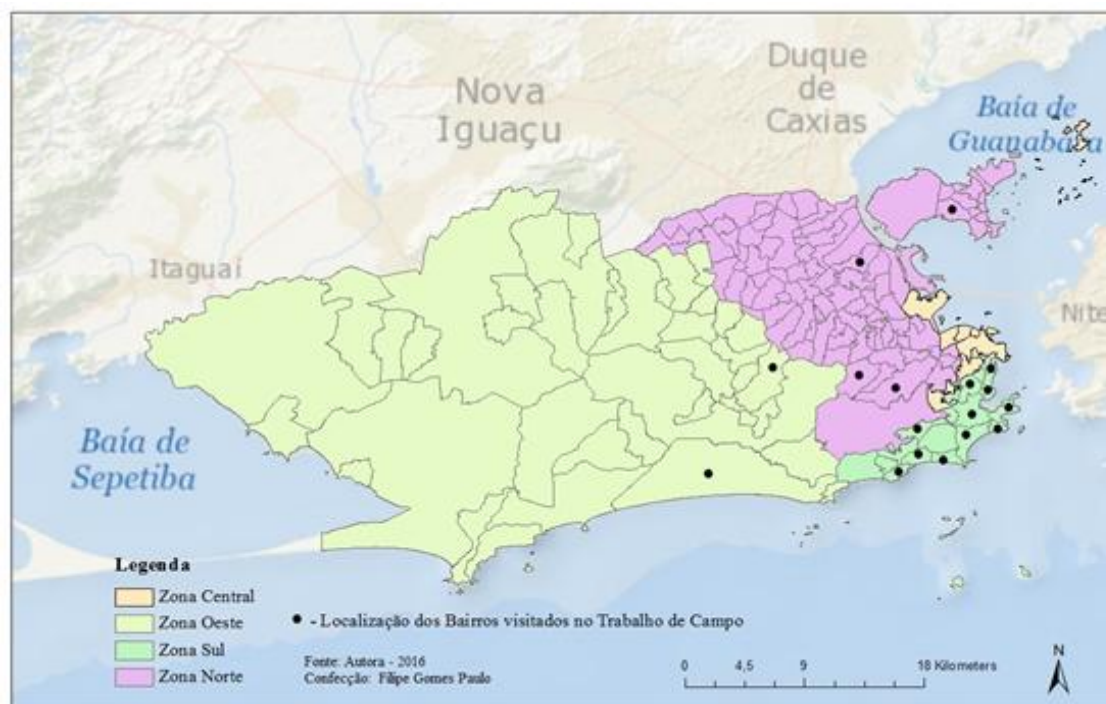 Nova
Iguaçu
Duque
de
Caxias
Baía de
Guanabara
Itaguaí
Nite
Baía de
Sepetiba
Legenda
Zona Central
Zona Oeste
Zona Sul
Zona Norte
- Localização dos Bairros visitados no Trabalho de Campo
Fonte: Autora - 2016
Confecção: Filipe Gomes Paulo
0 4,5 9 18 Kilometers
N